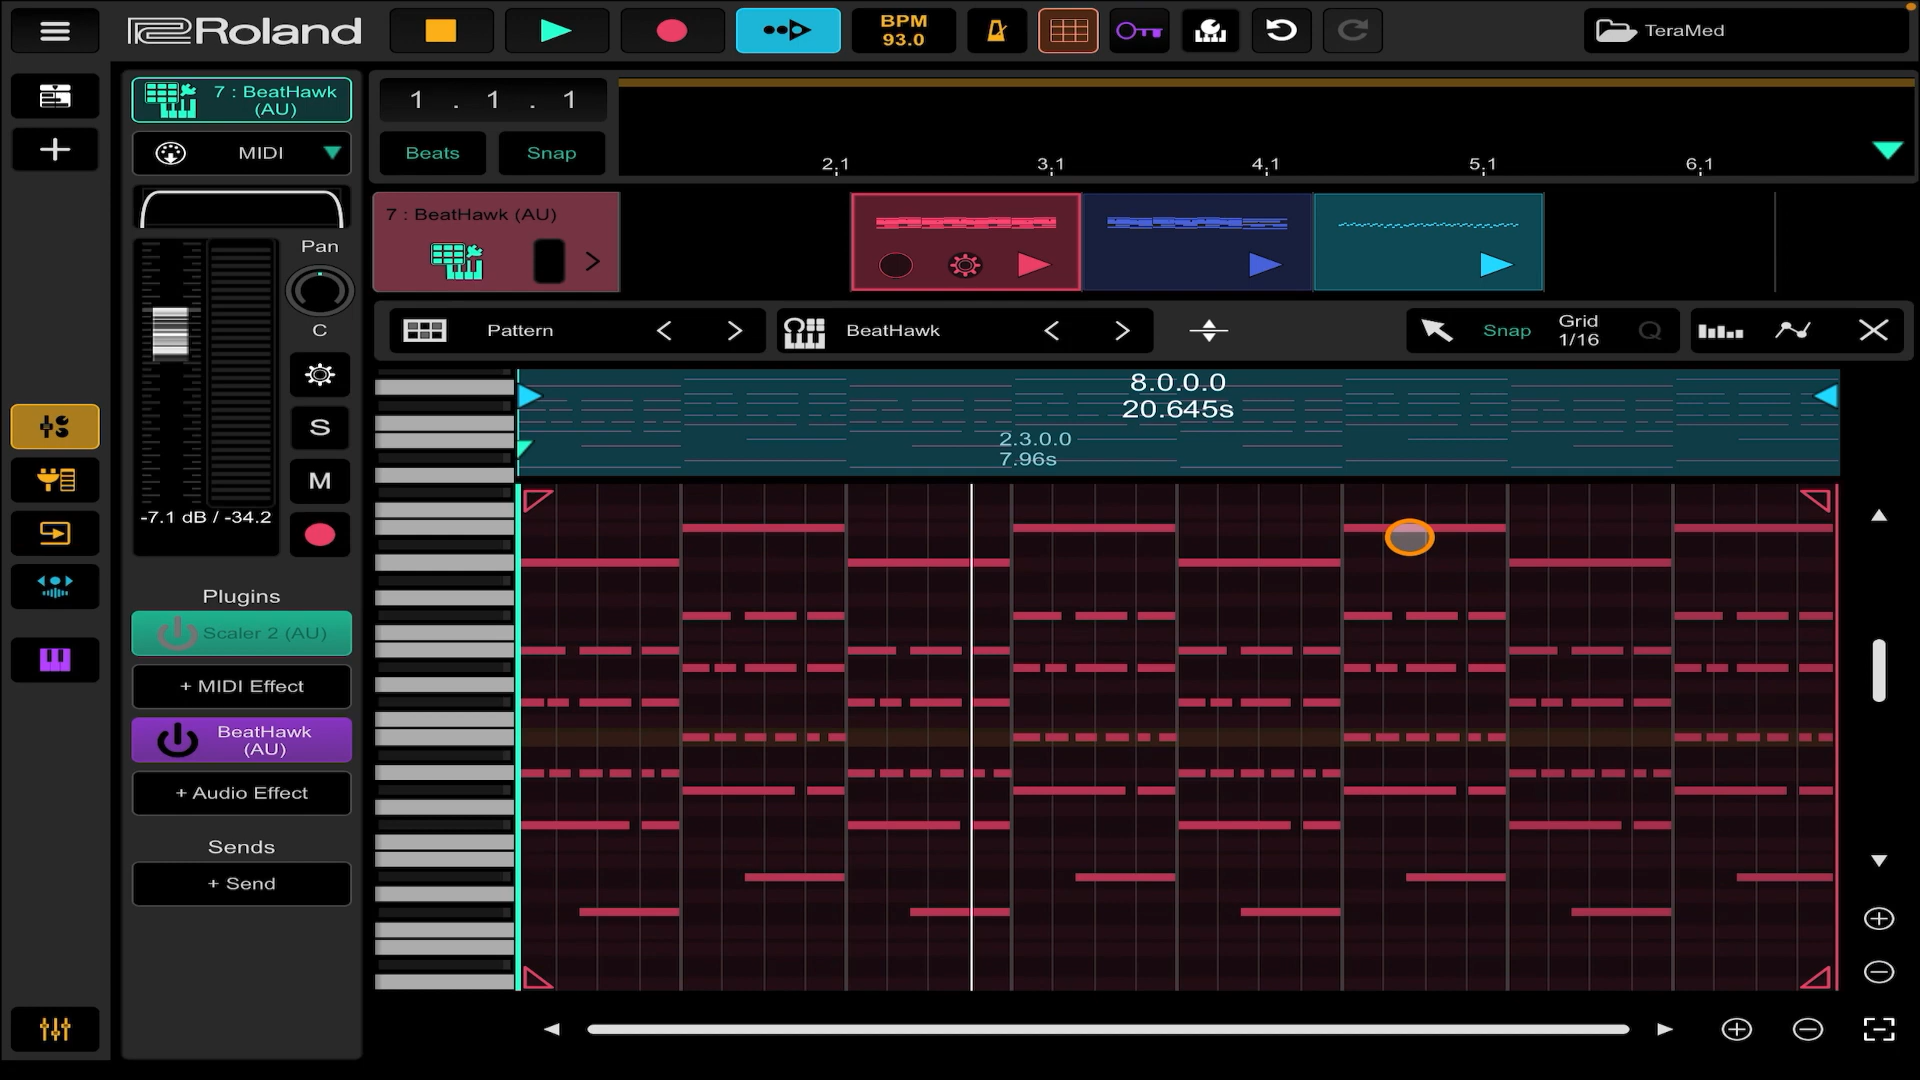 Roland
BPM
93.0
TeraMed
7 : BeatHawk
(AU)
1 . 1 . 1
MIDI
Beats
Snap
2.1
3.1
4.1
5.1
6.1
7 : BeatHawk (AU)
Pan
C
Pattern
BeatHawk
Snap
Grid
1/16
Q
8.0.0.0
20.645s
2.3.0.0
7.96s
S
M
-7.1 dB / -34.2
Plugins
Scaler 2 (AU)
+ MIDI Effect
BeatHawk
(AU)
+ Audio Effect
Sends
+ Send